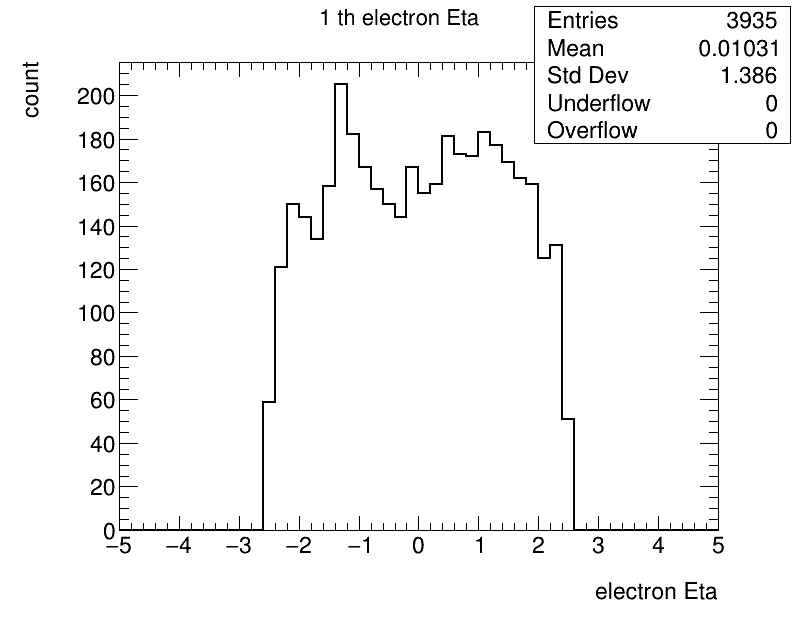 1 th electron Eta
Entries 3935
Mean 0.01031
Std Dev 1.386
Underflow 0
Overflow 0
count
200
180
160
140
120
100
80
60
40
20
0
−5 −4 −3 −2 −1 0 1 2 3 4 5
electron Eta